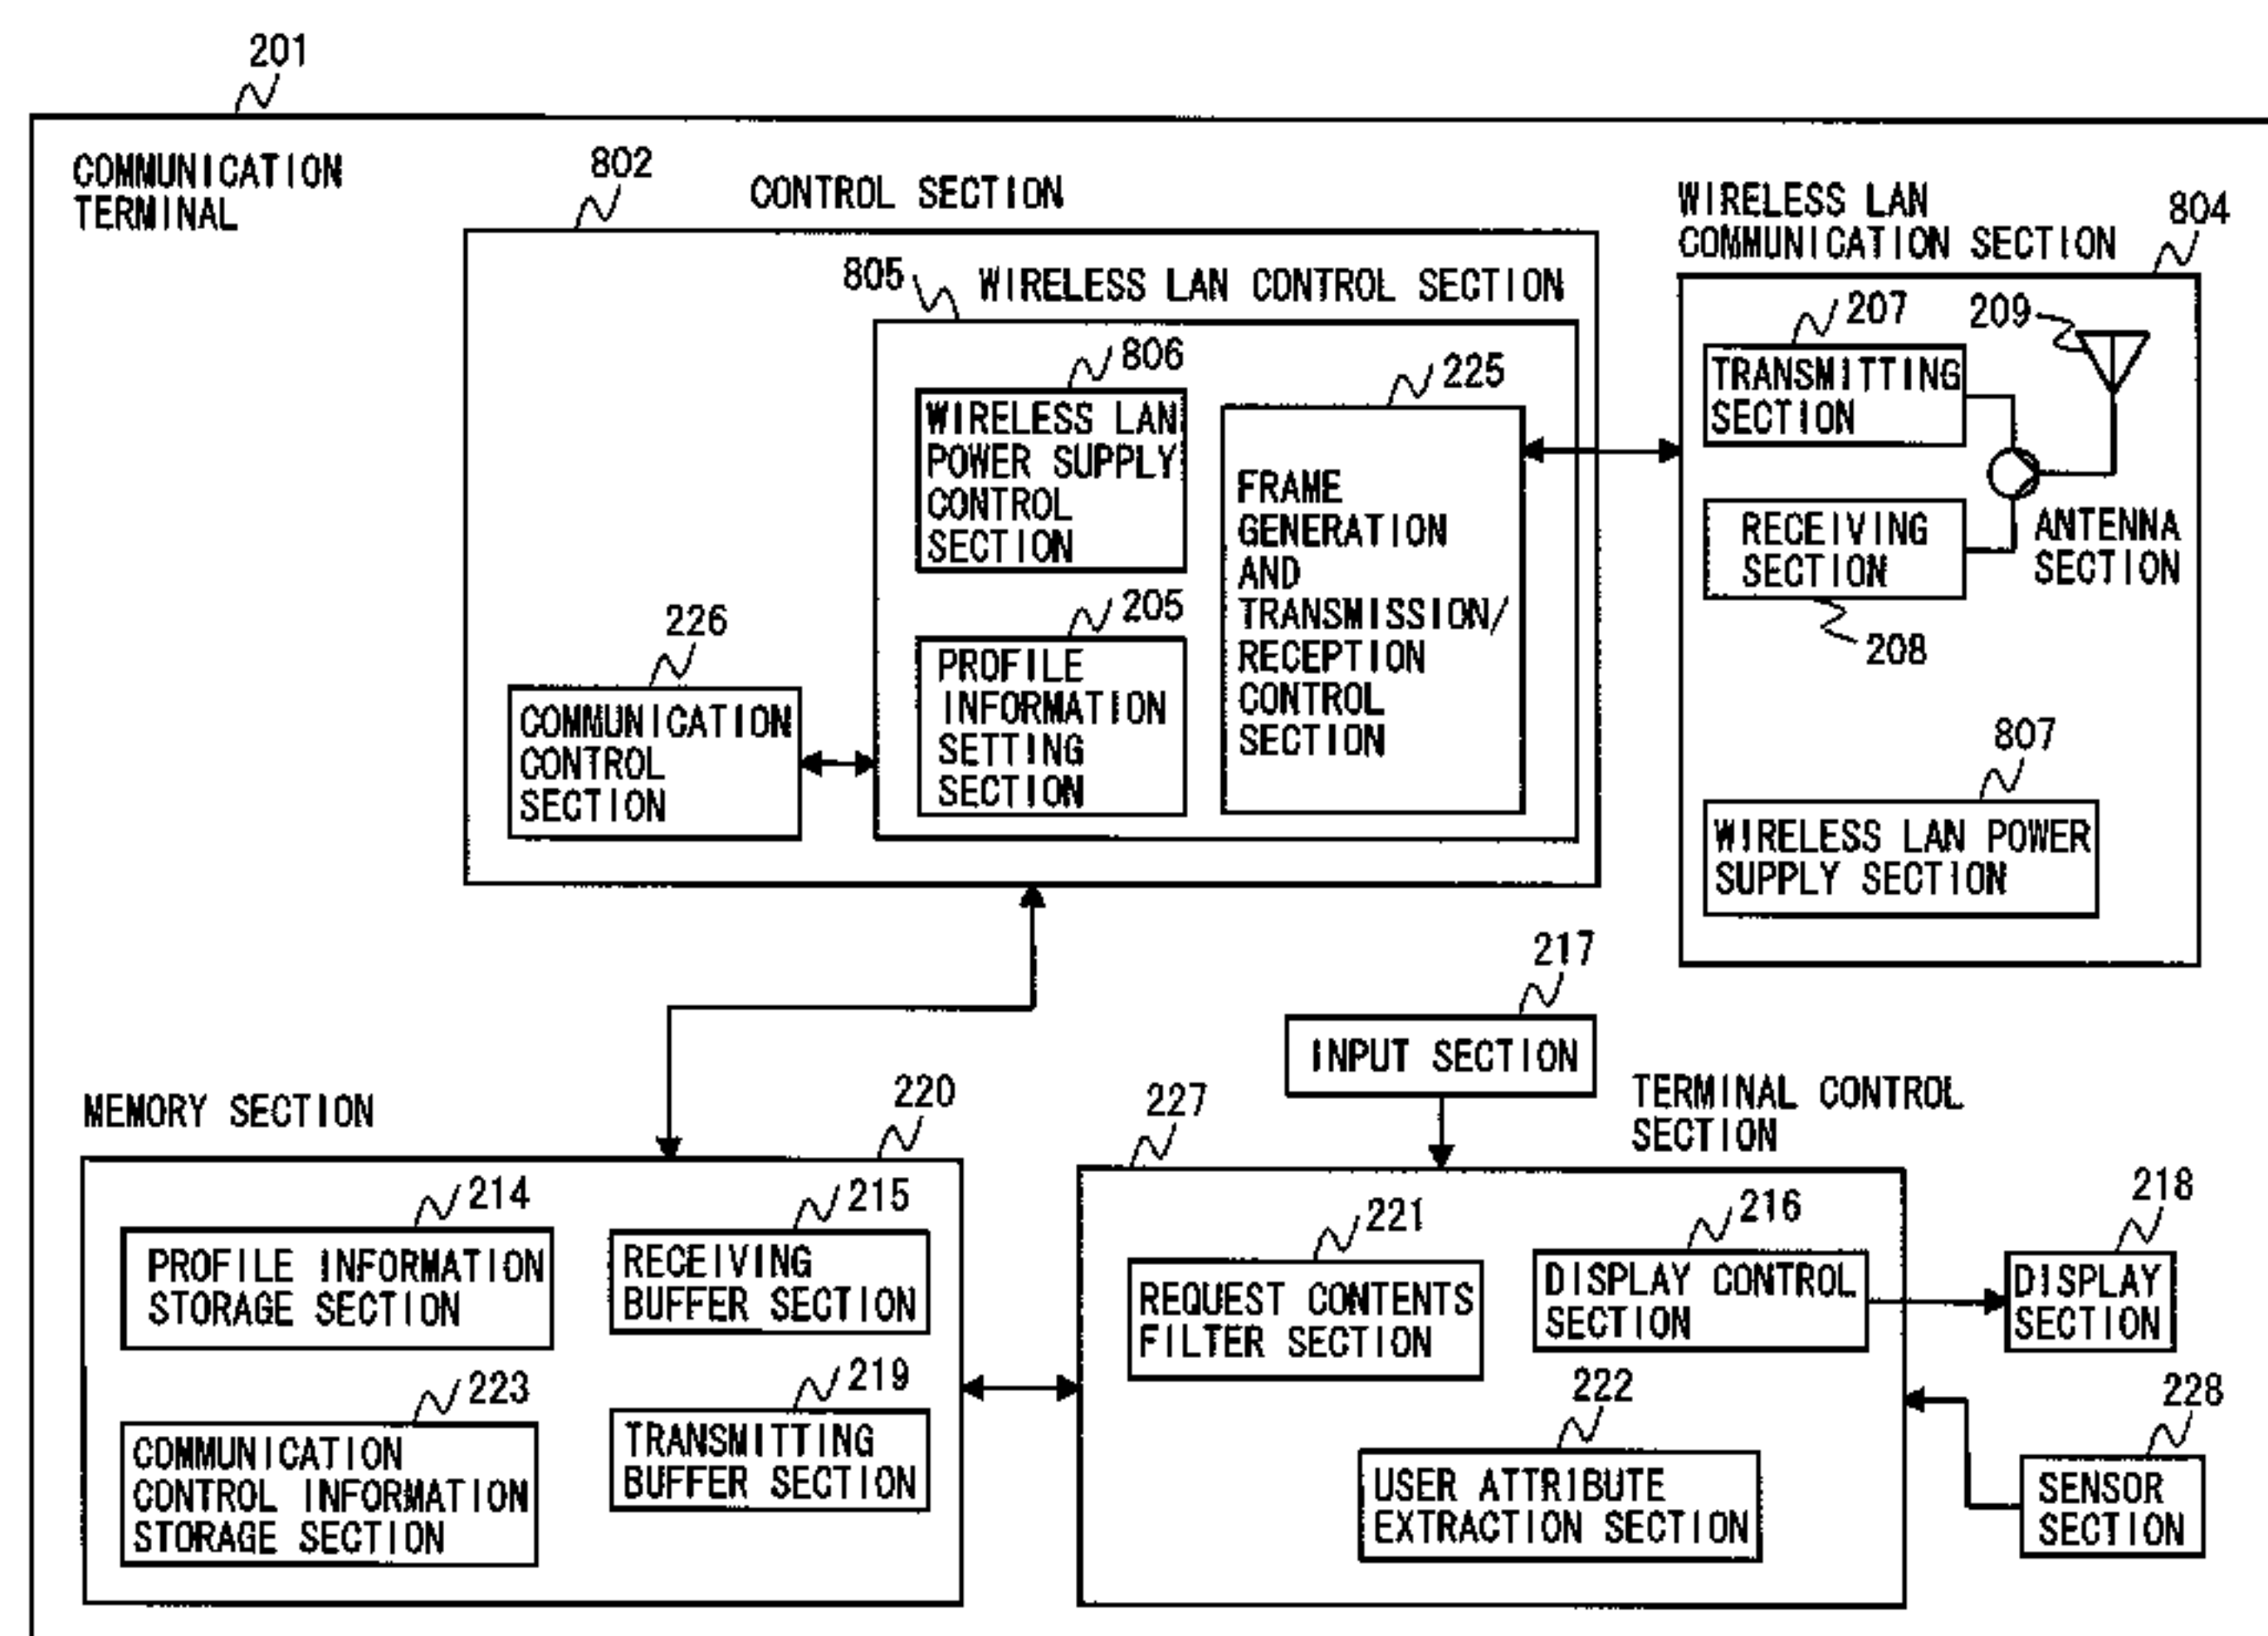 201
COMMUNICATION
TERMINAL
802
CONTROL SECTION
WIRELESS LAN
COMMUNICATION SECTION
804
805
WIRELESS LAN CONTROL SECTION
806
WIRELESS LAN
POWER SUPPLY
CONTROL
SECTION
225
FRAME
GENERATION
AND
TRANSMISSION/
RECEPTION
CONTROL
SECTION
205
PROFILE
INFORMATION
SETTING
SECTION
226
COMMUNICATION
CONTROL
SECTION
207
TRANSMITTING
SECTION
209
RECEIVING
SECTION
208
ANTENNA
SECTION
807
WIRELESS LAN POWER
SUPPLY SECTION
217
INPUT SECTION
MEMORY SECTION
220
214
PROFILE INFORMATION
STORAGE SECTION
215
RECEIVING
BUFFER SECTION
223
COMMUNICATION
CONTROL INFORMATION
STORAGE SECTION
219
TRANSMITTING
BUFFER SECTION
227
TERMINAL CONTROL
SECTION
221
REQUEST CONTENTS
FILTER SECTION
216
DISPLAY CONTROL
SECTION
222
USER ATTRIBUTE
EXTRACTION SECTION
218
DISPLAY
SECTION
228
SENSOR
SECTION